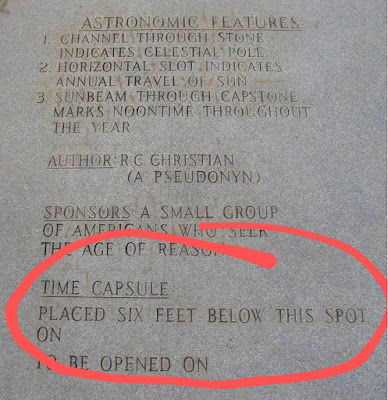 ASTRONOMIC FEATURES
1. CHANNEL THROUGH STONE
INDICATES CELESTIAL POLE
2. HORIZONTAL SLOT INDICATES
ANNUAL TRAVEL OF SUN
3. SUNBEAM THROUGH CAPSTONE
MARKS NOONTIME THROUGHOUT
THE YEAR
AUTHOR: R.C. CHRISTIAN
(A PSEUDONYN)
SPONSORS: A SMALL GROUP
OF AMERICANS WHO SEEK
THE AGE OF REASON
TIME CAPSULE
PLACED SIX FEET BELOW THIS SPOT
ON
TO BE OPENED ON